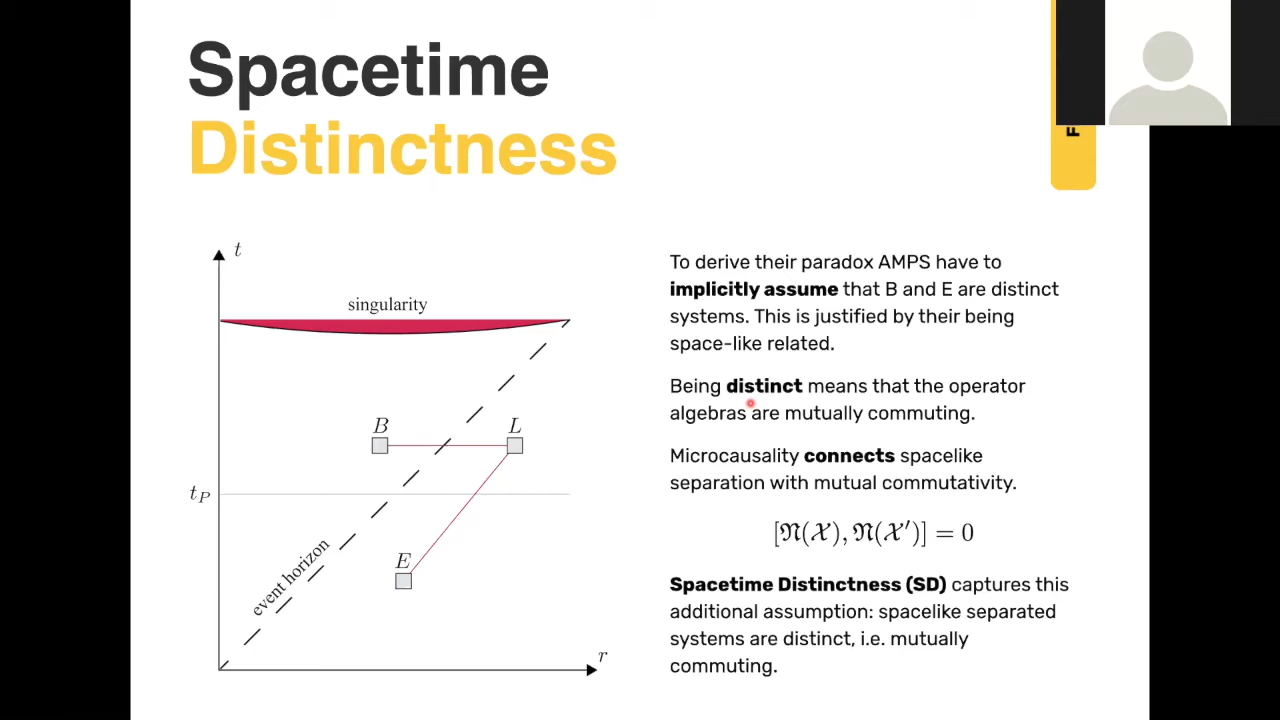 Spacetime
Distinctness
F
t
singularity
B
L
t_P
E
event horizon
r
To derive their paradox AMPS have to
implicitly assume that B and E are distinct
systems. This is justified by their being
space-like related.
Being distinct means that the operator
algebras are mutually commuting.
Microcausality connects spacelike
separation with mutual commutativity.
[𝔑(𝒳), 𝔑(𝒳′)] = 0
Spacetime Distinctness (SD) captures this
additional assumption: spacelike separated
systems are distinct, i.e. mutually
commuting.